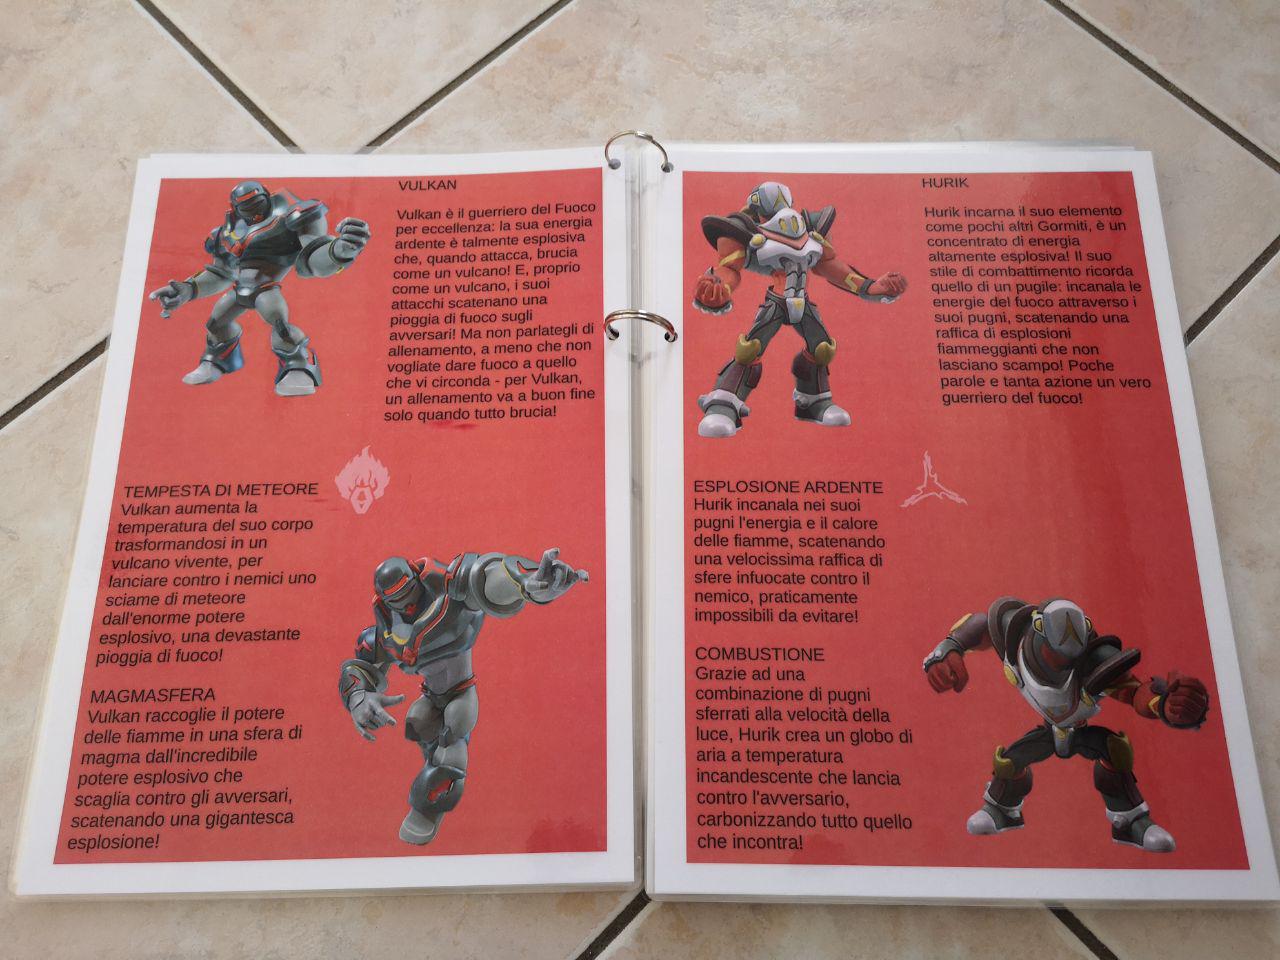 VULKAN
Vulkan è il guerriero del Fuoco
per eccellenza: la sua energia
ardente è talmente esplosiva
che, quando attacca, brucia
come un vulcano! E, proprio
come un vulcano, i suoi
attacchi scatenano una
pioggia di fuoco sugli
avversari! Ma non parlategli di
allenamento, a meno che non
vogliate dare fuoco a quello
che vi circonda - per Vulkan,
un allenamento va a buon fine
solo quando tutto brucia!
TEMPESTA DI METEORE
Vulkan aumenta la
temperatura del suo corpo
trasformandosi in un
vulcano vivente, per
lanciare contro i nemici uno
sciame di meteore
dall'enorme potere
esplosivo, una devastante
pioggia di fuoco!
MAGMASFERA
Vulkan raccoglie il potere
delle fiamme in una sfera di
magma dall'incredibile
potere esplosivo che
scaglia contro gli avversari,
scatenando una gigantesca
esplosione!
HURIK
Hurik incarna il suo elemento
come pochi altri Gormiti, è un
concentrato di energia
altamente esplosiva! Il suo
stile di combattimento ricorda
quello di un pugile: incanala le
energie del fuoco attraverso i
suoi pugni, scatenando una
raffica di esplosioni
fiammeggianti che non
lasciano scampo! Poche
parole e tanta azione un vero
guerriero del fuoco!
ESPLOSIONE ARDENTE
Hurik incanala nei suoi
pugni l'energia e il calore
delle fiamme, scatenando
una velocissima raffica di
sfere infuocate contro il
nemico, praticamente
impossibili da evitare!
COMBUSTIONE
Grazie ad una
combinazione di pugni
sferrati alla velocità della
luce, Hurik crea un globo di
aria a temperatura
incandescente che lancia
contro l'avversario,
carbonizzando tutto quello
che incontra!